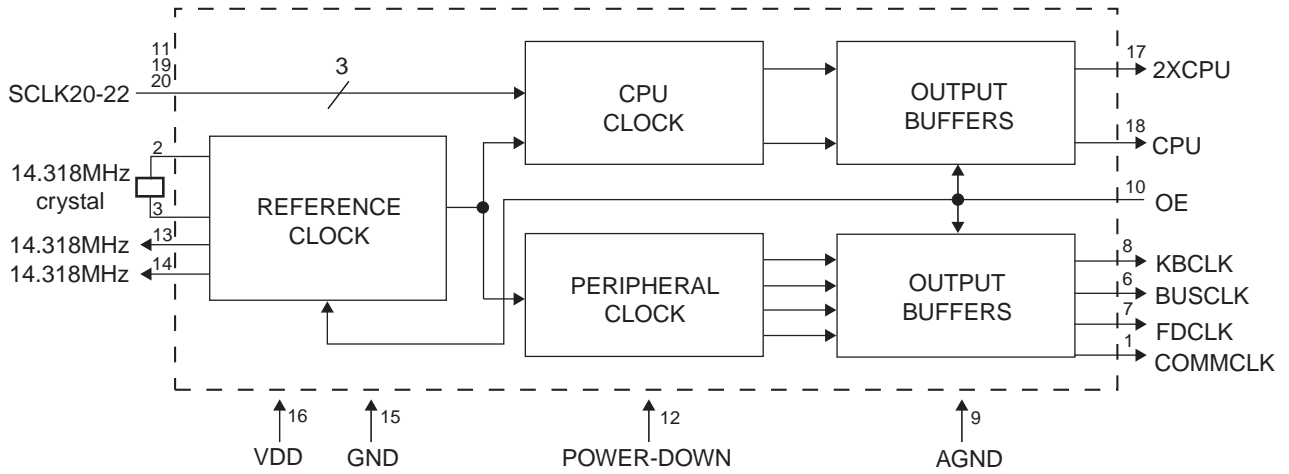 11
19
20
SCLK20-22
3
CPU
CLOCK
OUTPUT
BUFFERS
17
2XCPU
18
CPU
10
OE
2
14.318MHz
crystal
3
13
14.318MHz
14
14.318MHz
REFERENCE
CLOCK
PERIPHERAL
CLOCK
OUTPUT
BUFFERS
8
KBCLK
6
BUSCLK
7
FDCLK
1
COMMCLK
16
VDD
15
GND
12
POWER-DOWN
9
AGND